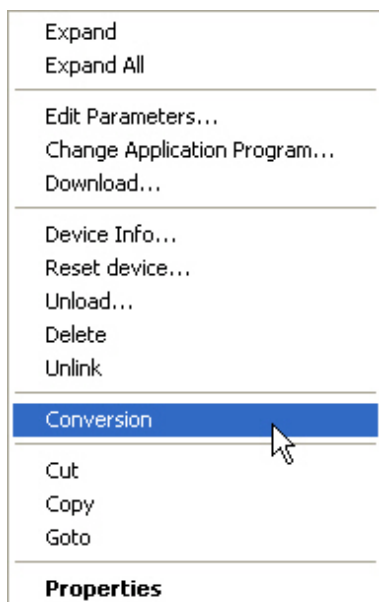 Expand
Expand All
Edit Parameters...
Change Application Program...
Download...
Device Info...
Reset device...
Unload...
Delete
Unlink
Conversion
Cut
Copy
Goto
Properties